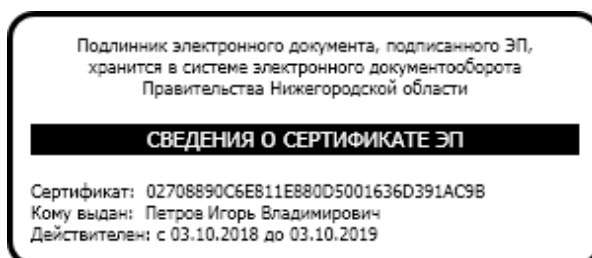 Подлинник электронного документа, подписанного ЭП,
хранится в системе электронного документооборота
Правительства Нижегородской области
СВЕДЕНИЯ О СЕРТИФИКАТЕ ЭП
Сертификат: 02708890C6E811E880D5001636D391AC9B
Кому выдан: Петров Игорь Владимирович
Действителен: с 03.10.2018 до 03.10.2019